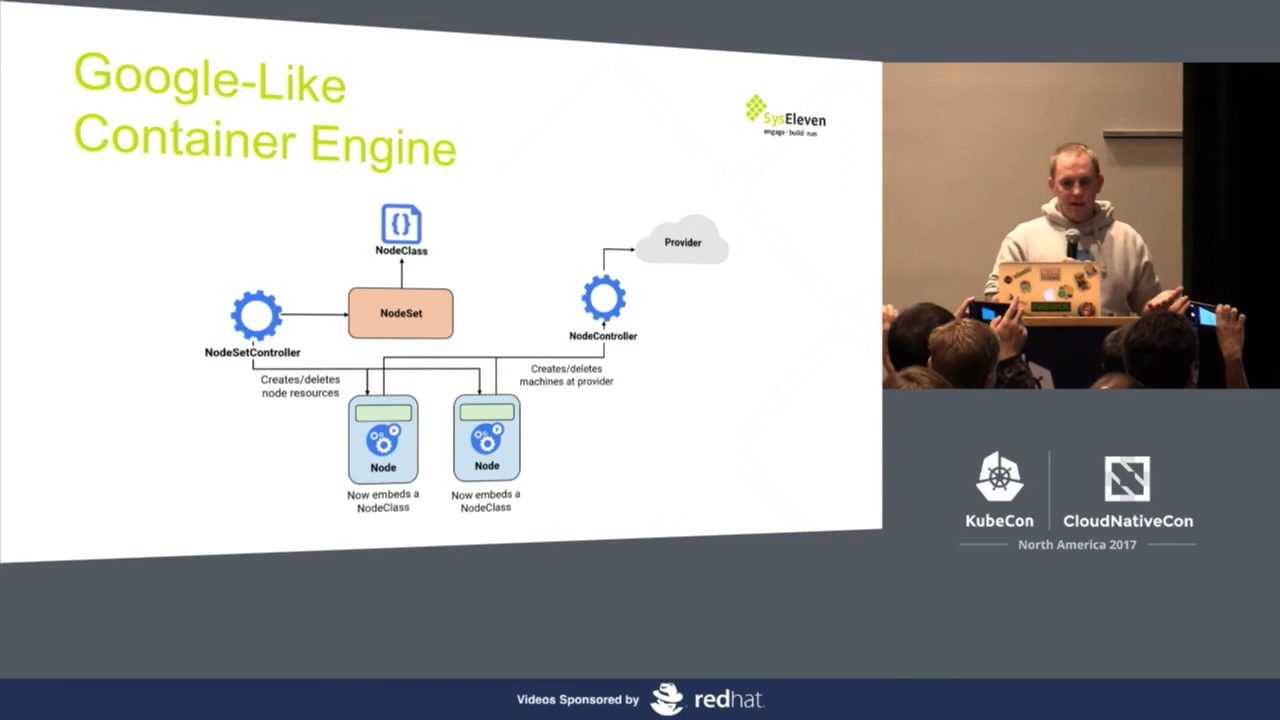 Google-Like
Container Engine
SysEleven
engage·build·run
NodeClass
Provider
NodeSet
NodeSetController
NodeController
Creates/deletes
node resources
Creates/deletes
machines at provider
Node
Node
Now embeds a
NodeClass
Now embeds a
NodeClass
KubeCon
CloudNativeCon
North America 2017
Videos Sponsored by
redhat.